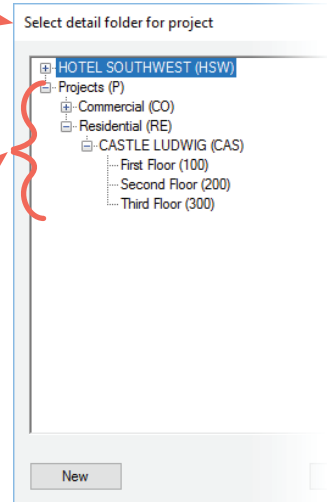 Select detail folder for project
HOTEL SOUTHWEST (HSW)
Projects (P)
Commercial (CO)
Residential (RE)
CASTLE LUDWIG (CAS)
First Floor (100)
Second Floor (200)
Third Floor (300)
New